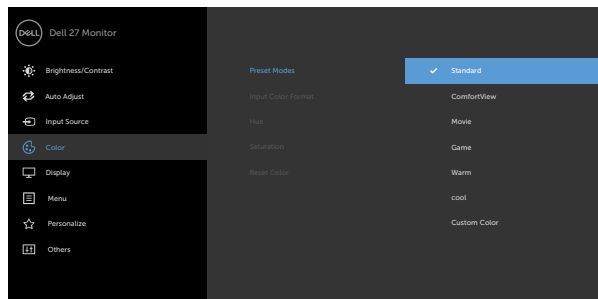 DELL
Dell 27 Monitor
Brightness/Contrast
Auto Adjust
Input Source
Color
Display
Menu
Personalize
Others
Preset Modes
Input Color Format
Hue
Saturation
Reset Color
Standard
ComfortView
Movie
Game
Warm
cool
Custom Color